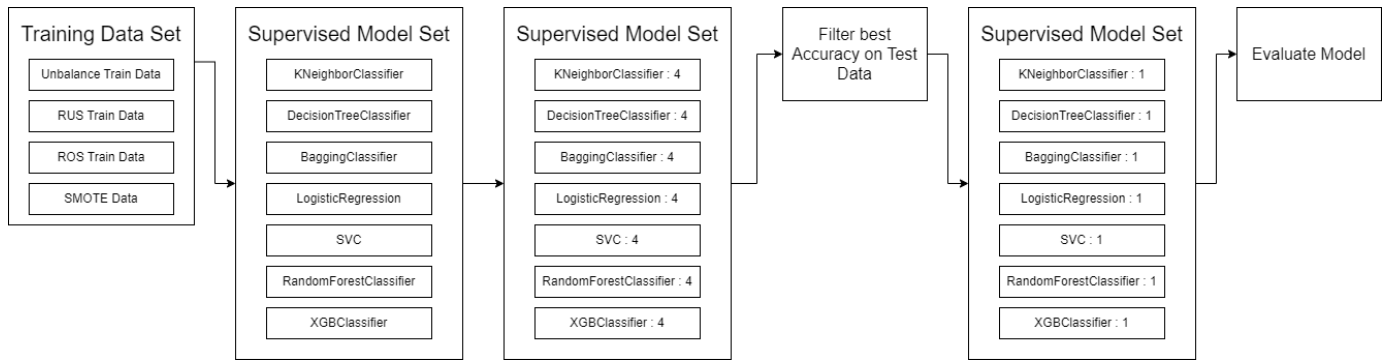 Training Data Set
Unbalance Train Data
RUS Train Data
ROS Train Data
SMOTE Data
Supervised Model Set
KNeighborClassifier
DecisionTreeClassifier
BaggingClassifier
LogisticRegression
SVC
RandomForestClassifier
XGBClassifier
Supervised Model Set
KNeighborClassifier : 4
DecisionTreeClassifier : 4
BaggingClassifier : 4
LogisticRegression : 4
SVC : 4
RandomForestClassifier : 4
XGBClassifier : 4
Filter best
Accuracy on Test
Data
Supervised Model Set
KNeighborClassifier : 1
DecisionTreeClassifier : 1
BaggingClassifier : 1
LogisticRegression : 1
SVC : 1
RandomForestClassifier : 1
XGBClassifier : 1
Evaluate Model